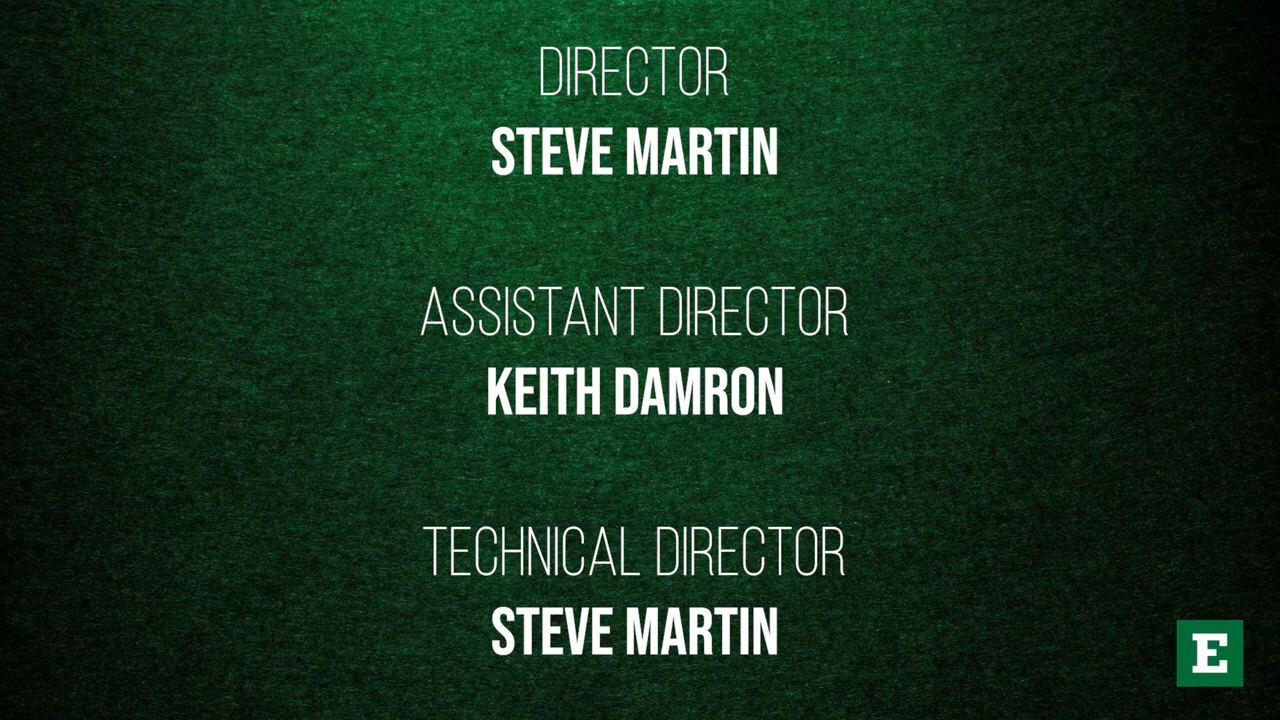 DIRECTOR
STEVE MARTIN
ASSISTANT DIRECTOR
KEITH DAMRON
TECHNICAL DIRECTOR
STEVE MARTIN
E